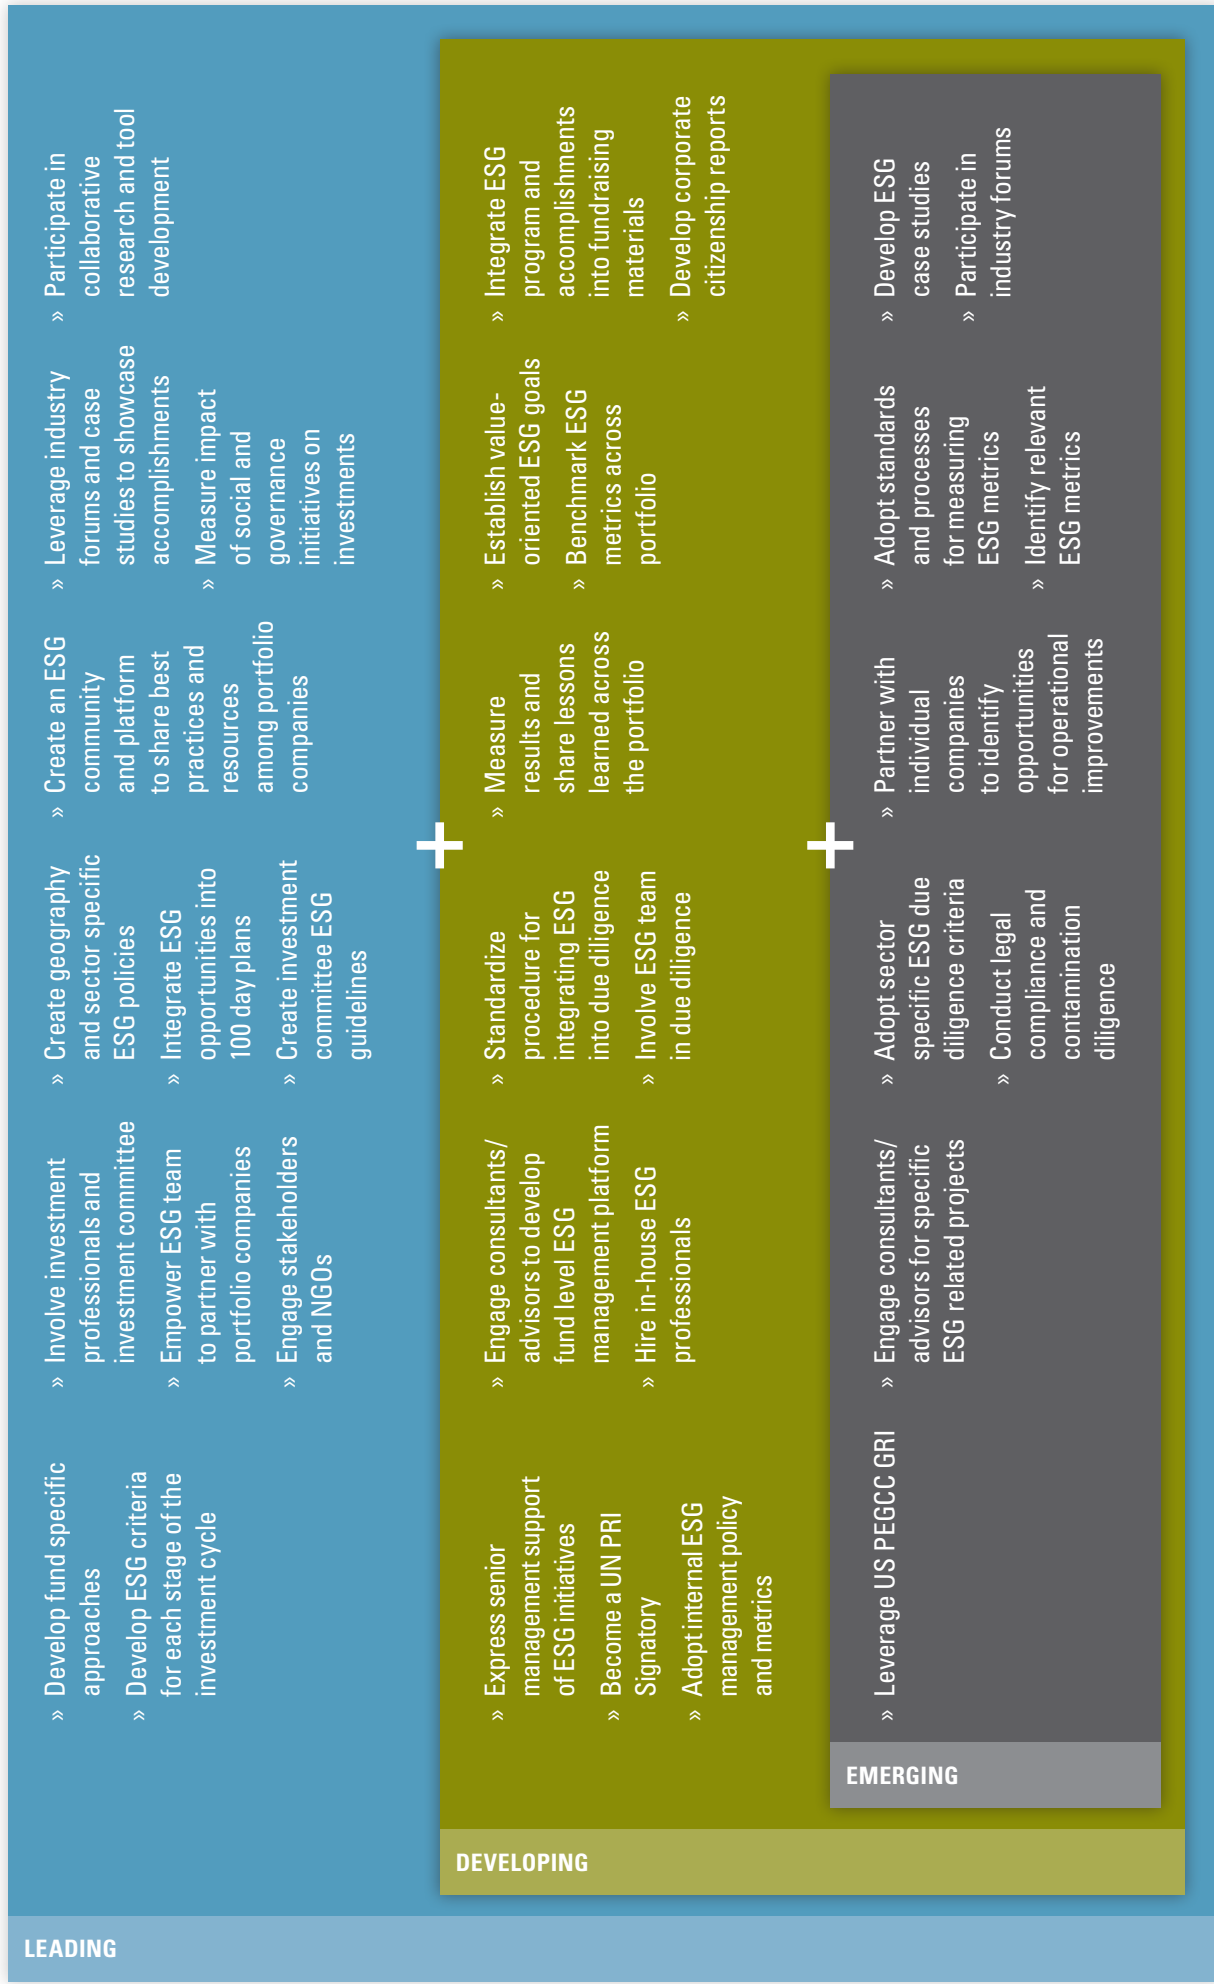 LEADING
» Develop fund specific
approaches
» Develop ESG criteria
for each stage of the
investment cycle
» Involve investment
professionals and
investment committee
» Empower ESG team
to partner with
portfolio companies
» Engage stakeholders
and NGOs
» Create geography
and sector specific
ESG policies
» Integrate ESG
opportunities into
100 day plans
» Create investment
committee ESG
guidelines
» Create an ESG
community
and platform
to share best
practices and
resources
among portfolio
companies
» Leverage industry
forums and case
studies to showcase
accomplishments
» Measure impact
of social and
governance
initiatives on
investments
» Participate in
collaborative
research and tool
development
+
DEVELOPING
» Express senior
management support
of ESG initiatives
» Become a UN PRI
Signatory
» Adopt internal ESG
management policy
and metrics
» Engage consultants/
advisors to develop
fund level ESG
management platform
» Hire in-house ESG
professionals
» Standardize
procedure for
integrating ESG
into due diligence
» Involve ESG team
in due diligence
» Measure
results and
share lessons
learned across
the portfolio
» Establish value-
oriented ESG goals
» Benchmark ESG
metrics across
portfolio
» Integrate ESG
program and
accomplishments
into fundraising
materials
» Develop corporate
citizenship reports
+
EMERGING
» Leverage US PEGCC GRI
» Engage consultants/
advisors for specific
ESG related projects
» Adopt sector
specific ESG due
diligence criteria
» Conduct legal
compliance and
contamination
diligence
» Partner with
individual
companies
to identify
opportunities
for operational
improvements
» Adopt standards
and processes
for measuring
ESG metrics
» Identify relevant
ESG metrics
» Develop ESG
case studies
» Participate in
industry forums